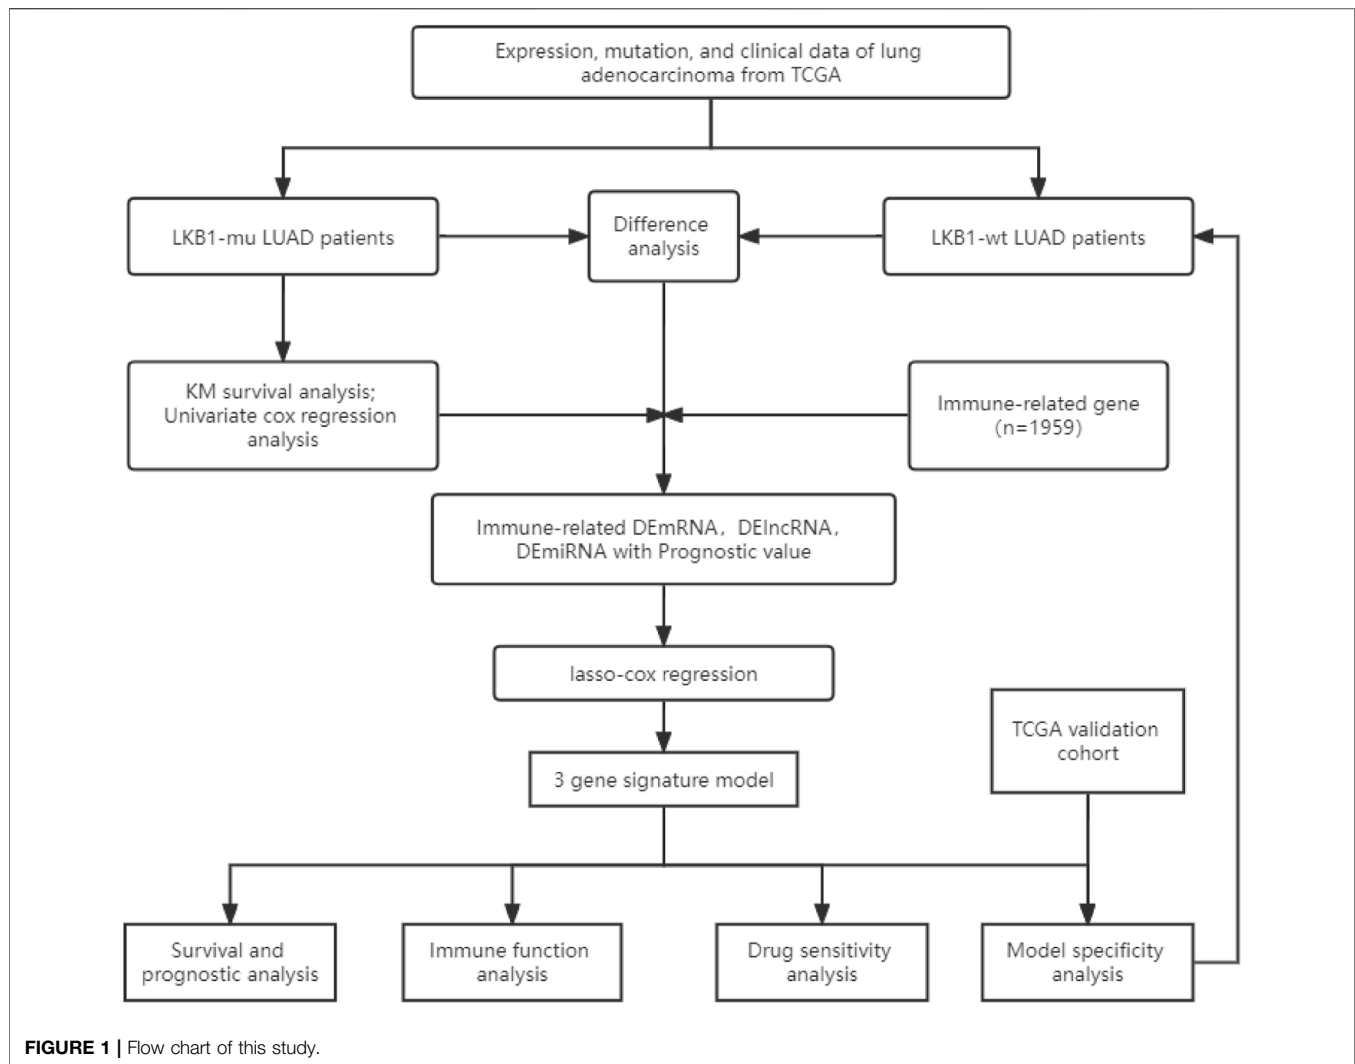 Expression, mutation, and clinical data of lung
adenocarcinoma from TCGA
LKB1-mu LUAD patients
Difference
analysis
LKB1-wt LUAD patients
KM survival analysis;
Univariate cox regression
analysis
Immune-related gene
(n=1959)
Immune-related DEmRNA, DElncRNA,
DEmiRNA with Prognostic value
lasso-cox regression
TCGA validation
cohort
3 gene signature model
Survival and
prognostic analysis
Immune function
analysis
Drug sensitivity
analysis
Model specificity
analysis
FIGURE 1 | Flow chart of this study.